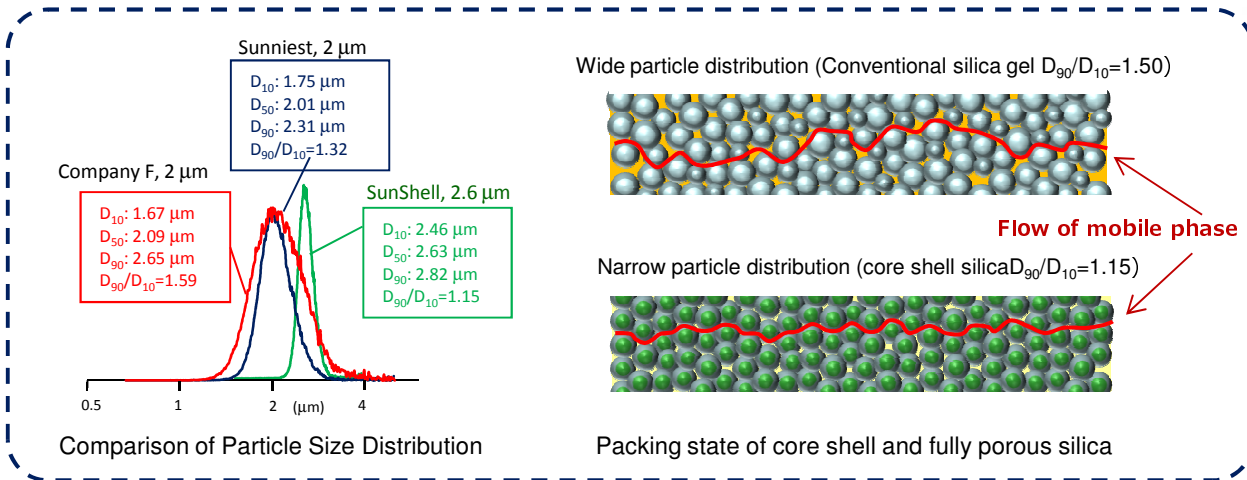 Sunniest, 2 µm
D10: 1.75 µm
D50: 2.01 µm
D90: 2.31 µm
D90/D10=1.32
Company F, 2 µm
D10: 1.67 µm
D50: 2.09 µm
D90: 2.65 µm
D90/D10=1.59
SunShell, 2.6 µm
D10: 2.46 µm
D50: 2.63 µm
D90: 2.82 µm
D90/D10=1.15
0.5 1 2 (µm) 4
Comparison of Particle Size Distribution
Wide particle distribution (Conventional silica gel D90/D10=1.50)
Flow of mobile phase
Narrow particle distribution (core shell silicaD90/D10=1.15)
Packing state of core shell and fully porous silica